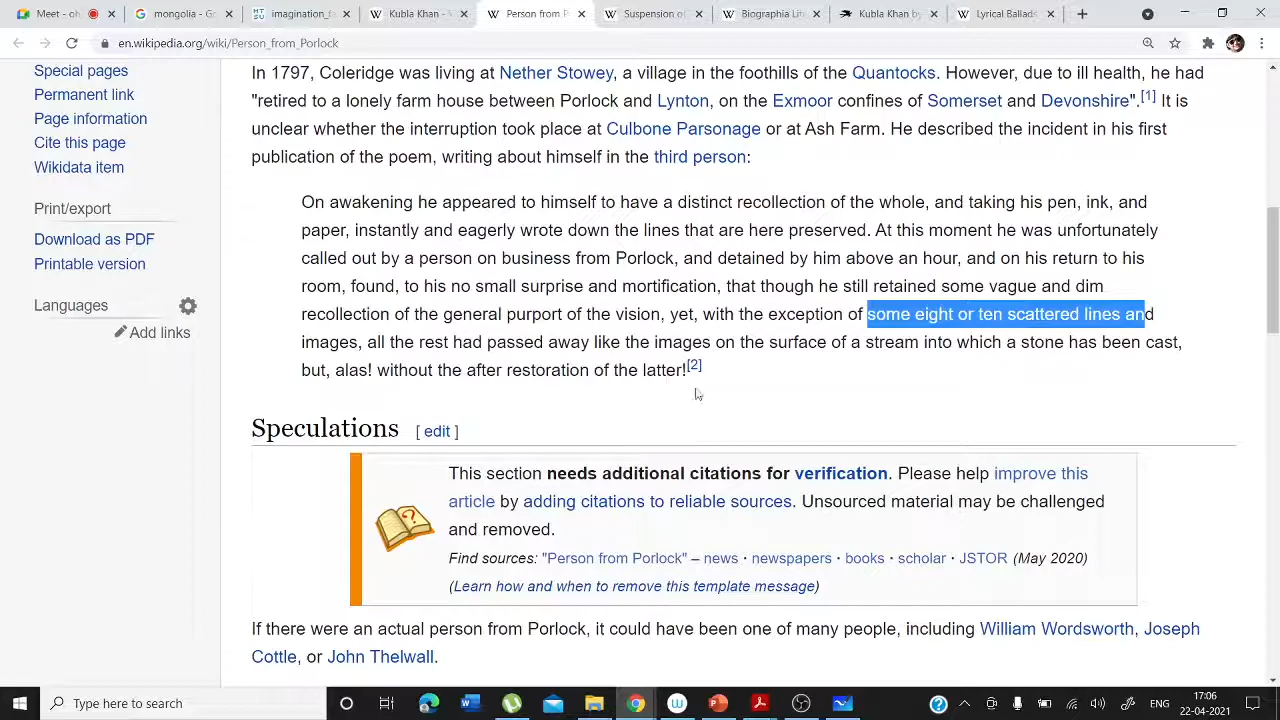 Meet - oh
mongolia - Go
MT
SU
imagination_fa
W
Kubla Khan - W
W
Person from P
W
Suspension of
W
Biographia Lit
Kubla Khan by
W
Lyrical Ballads
en.wikipedia.org/wiki/Person_from_Porlock
Special pages
Permanent link
Page information
Cite this page
Wikidata item
Print/export
Download as PDF
Printable version
Languages
Add links
In 1797, Coleridge was living at Nether Stowey, a village in the foothills of the Quantocks. However, due to ill health, he had
"retired to a lonely farm house between Porlock and Lynton, on the Exmoor confines of Somerset and Devonshire".[1] It is
unclear whether the interruption took place at Culbone Parsonage or at Ash Farm. He described the incident in his first
publication of the poem, writing about himself in the third person:
On awakening he appeared to himself to have a distinct recollection of the whole, and taking his pen, ink, and
paper, instantly and eagerly wrote down the lines that are here preserved. At this moment he was unfortunately
called out by a person on business from Porlock, and detained by him above an hour, and on his return to his
room, found, to his no small surprise and mortification, that though he still retained some vague and dim
recollection of the general purport of the vision, yet, with the exception of some eight or ten scattered lines and
images, all the rest had passed away like the images on the surface of a stream into which a stone has been cast,
but, alas! without the after restoration of the latter![2]
Speculations [ edit ]
This section needs additional citations for verification. Please help improve this
article by adding citations to reliable sources. Unsourced material may be challenged
and removed.
Find sources: "Person from Porlock" – news · newspapers · books · scholar · JSTOR (May 2020)
(Learn how and when to remove this template message)
If there were an actual person from Porlock, it could have been one of many people, including William Wordsworth, Joseph
Cottle, or John Thelwall.
Type here to search
ENG
17:06
22-04-2021